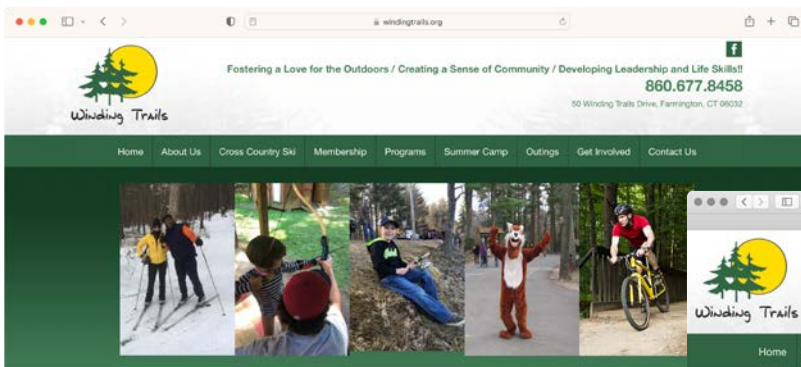 windingtrails.org
f
Fostering a Love for the Outdoors / Creating a Sense of Community / Developing Leadership and Life Skills!!
860.677.8458
50 Winding Trails Drive, Farmington, CT 06032
Winding Trails
Home About Us Cross Country Ski Membership Programs Summer Camp Outings Get Involved Contact Us
Winding Trails
Home